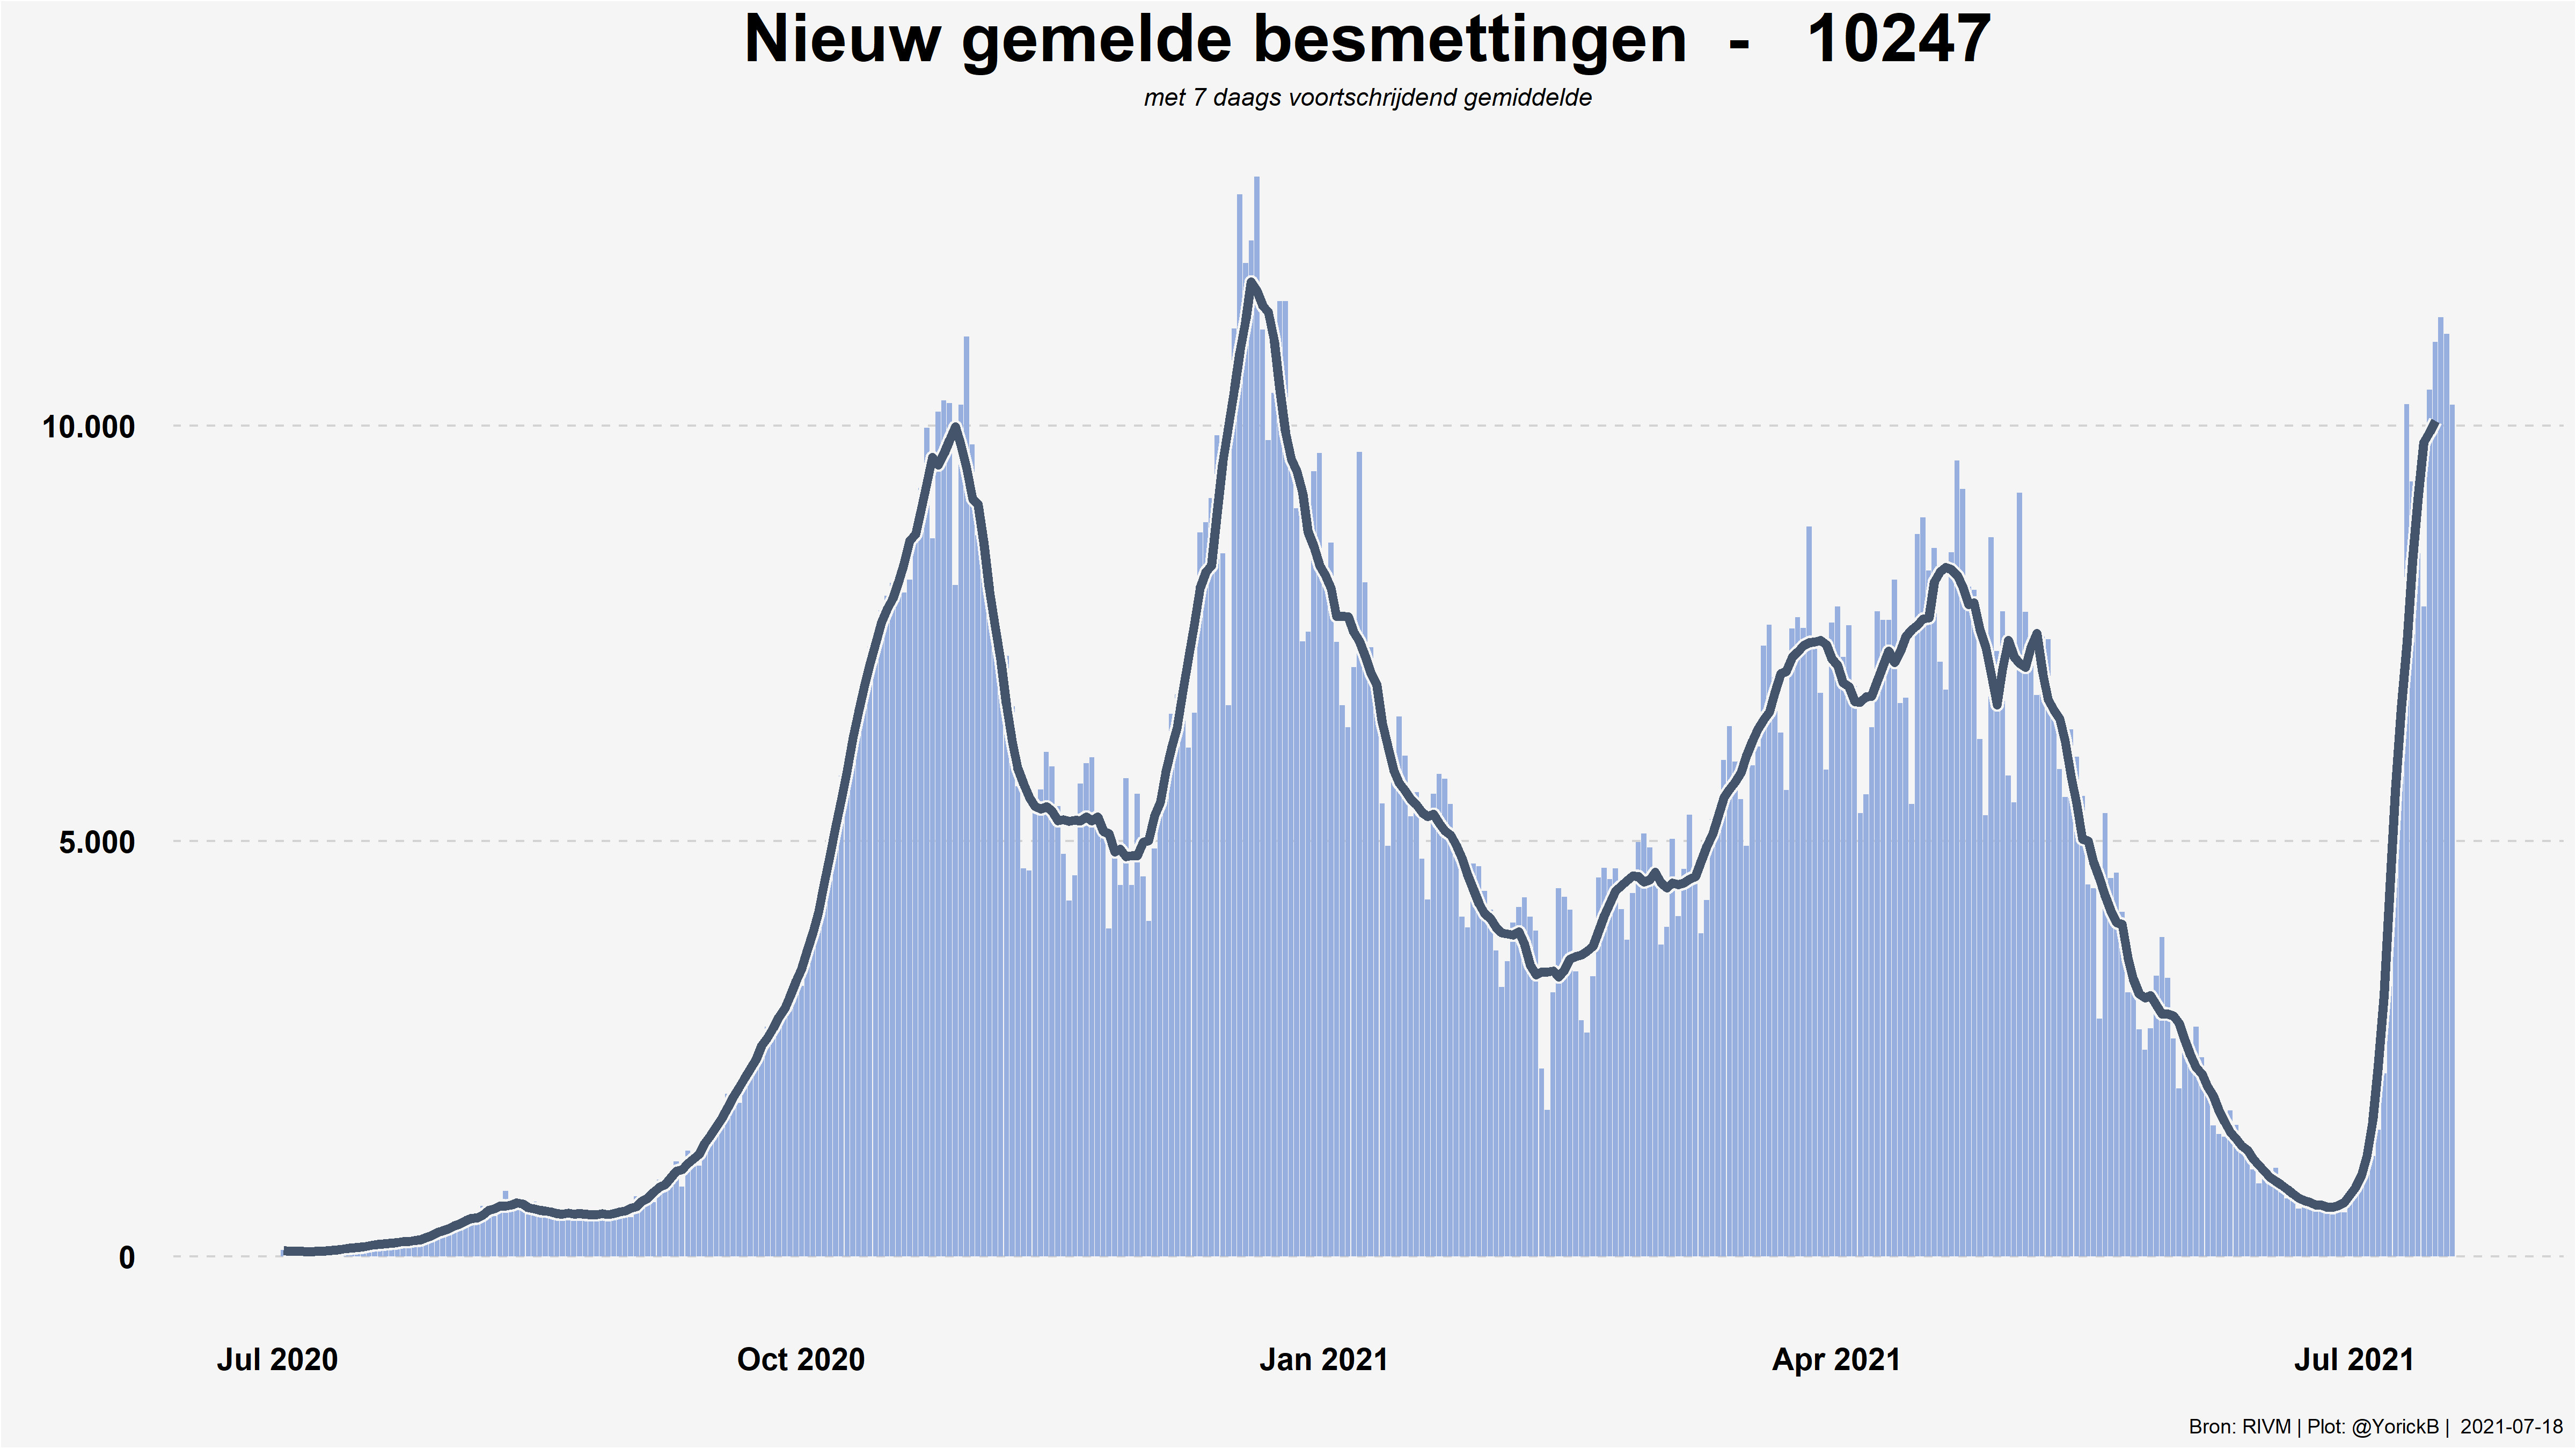 Nieuw gemelde besmettingen - 10247
met 7 daags voortschrijdend gemiddelde
10.000
5.000
0
Jul 2020 Oct 2020 Jan 2021 Apr 2021 Jul 2021
Bron: RIVM | Plot: @YorickB | 2021-07-18